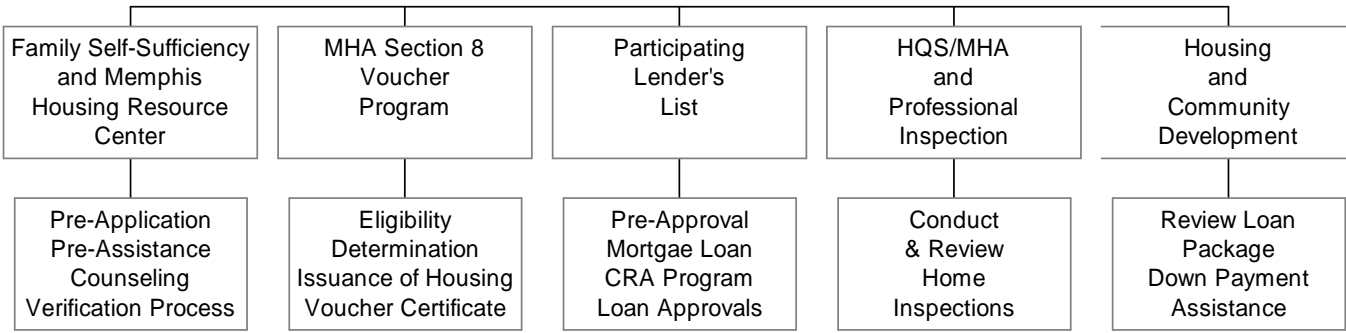 Family Self-Sufficiency
and Memphis
Housing Resource
Center
MHA Section 8
Voucher
Program
Participating
Lender's
List
HQS/MHA
and
Professional
Inspection
Housing
and
Community
Development
Pre-Application
Pre-Assistance
Counseling
Verification Process
Eligibility
Determination
Issuance of Housing
Voucher Certificate
Pre-Approval
Mortgae Loan
CRA Program
Loan Approvals
Conduct
& Review
Home
Inspections
Review Loan
Package
Down Payment
Assistance